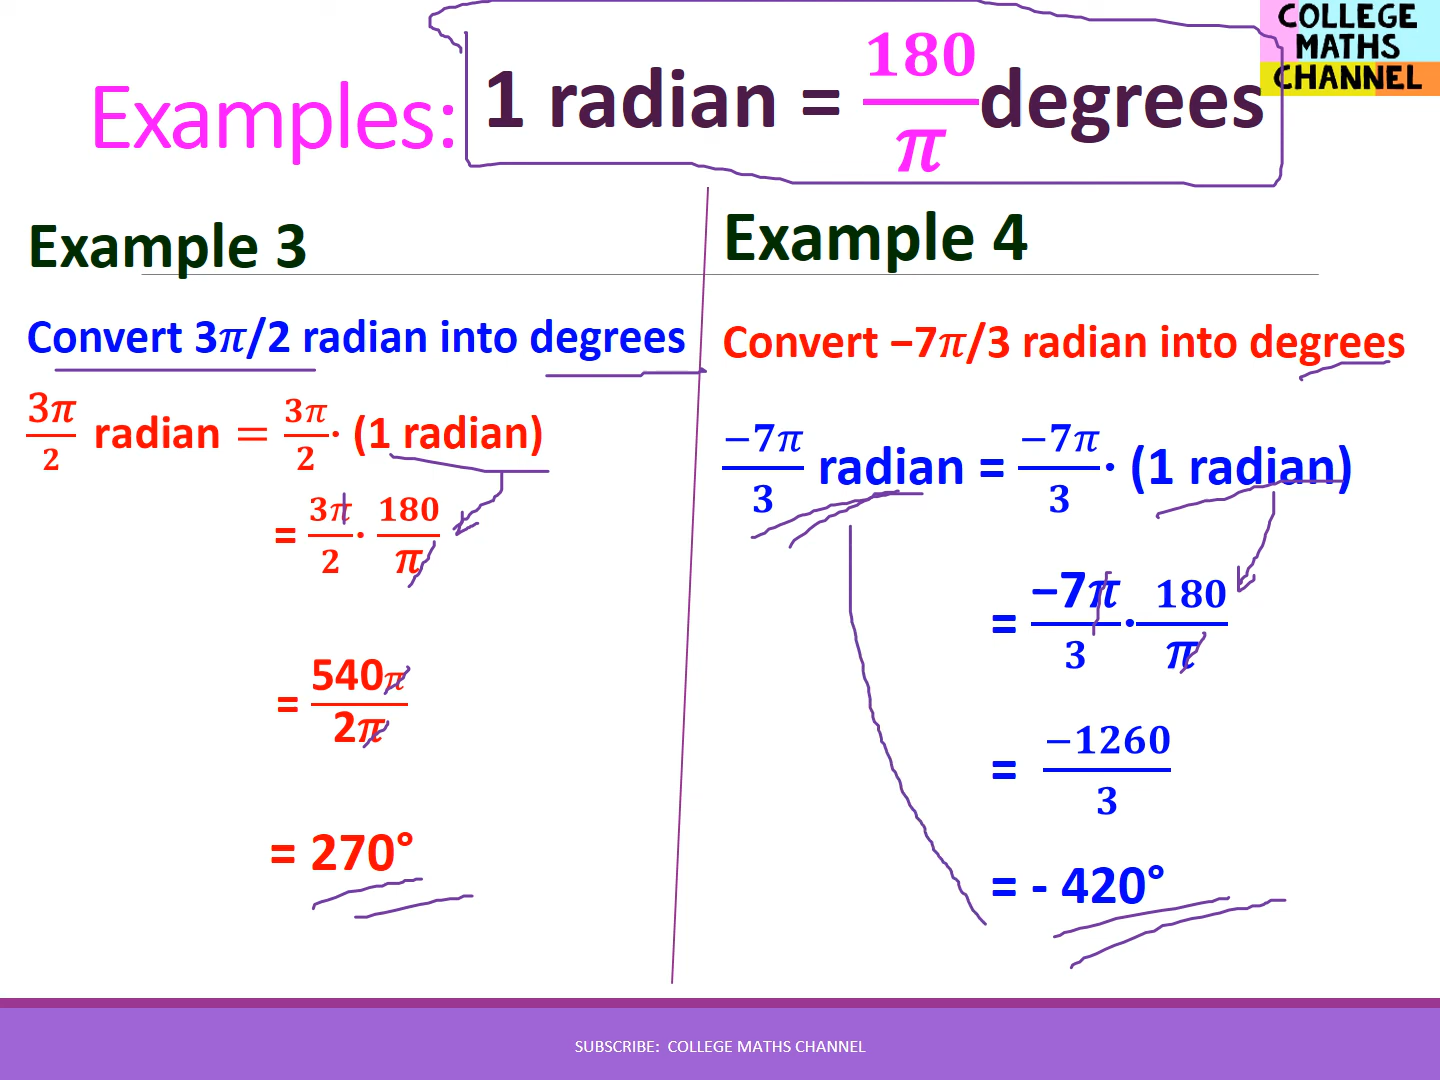 COLLEGE
MATHS
CHANNEL
Examples:
1 radian = 180/π degrees
Example 3
Convert 3π/2 radian into degrees
3π/2 radian = 3π/2 · (1 radian)
= 3π/2 · 180/π
= 540π/2π
= 270°
Example 4
Convert –7π/3 radian into degrees
−7π/3 radian = −7π/3 · (1 radian)
= –7π/3 · 180/π
= −1260/3
= - 420°
SUBSCRIBE: COLLEGE MATHS CHANNEL